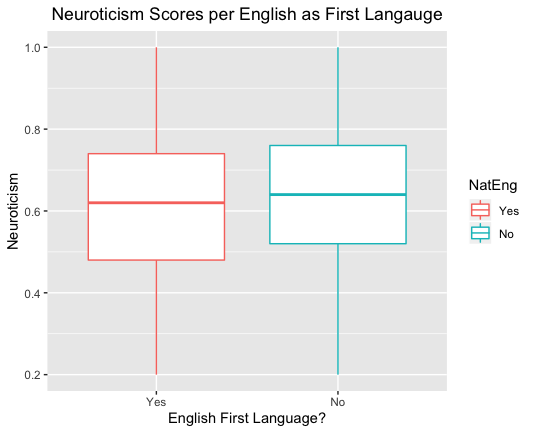 Neuroticism Scores per English as First Langauge
1.0
0.8
0.6
0.4
0.2
Neuroticism
Yes
No
English First Language?
NatEng
Yes
No